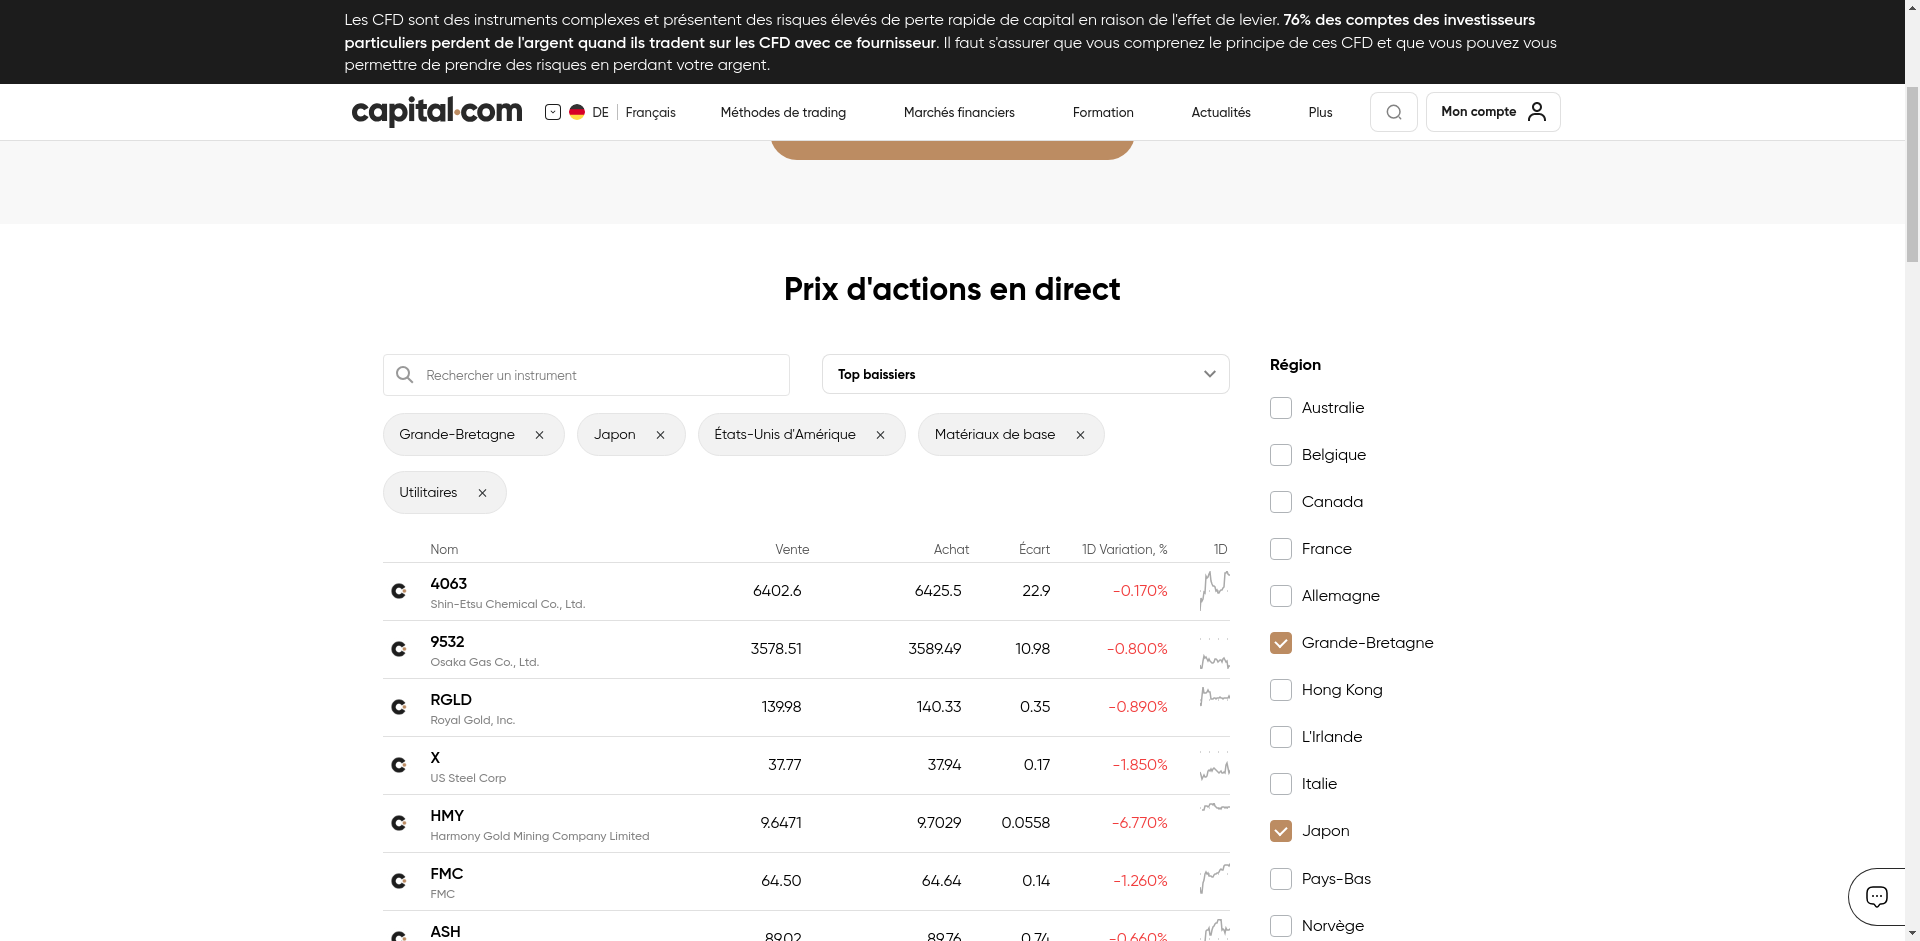 Les CFD sont des instruments complexes et présentent des risques élevés de perte rapide de capital en raison de l'effet de levier. 76% des comptes des investisseurs
particuliers perdent de l'argent quand ils tradent sur les CFD avec ce fournisseur. Il faut s'assurer que vous comprenez le principe de ces CFD et que vous pouvez vous
permettre de prendre des risques en perdant votre argent.
capital.com DE Français Méthodes de trading Marchés financiers Formation Actualités Plus Mon compte
Prix d'actions en direct
Rechercher un instrument Top baissiers
Grande-Bretagne Japon États-Unis d'Amérique Matériaux de base
Utilitaires
Nom Vente Achat Écart 1D Variation, % 1D
4063 6402.6 6425.5 22.9 -0.170%
Shin-Etsu Chemical Co., Ltd.
9532 3578.51 3589.49 10.98 -0.800%
Osaka Gas Co., Ltd.
RGLD 139.98 140.33 0.35 -0.890%
Royal Gold, Inc.
X 37.77 37.94 0.17 -1.850%
US Steel Corp
HMY 9.6471 9.7029 0.0558 -6.770%
Harmony Gold Mining Company Limited
FMC 64.50 64.64 0.14 -1.260%
FMC
ASH 89.02 89.76 0.74 -0.660%
Région
Australie
Belgique
Canada
France
Allemagne
Grande-Bretagne
Hong Kong
L'Irlande
Italie
Japon
Pays-Bas
Norvège